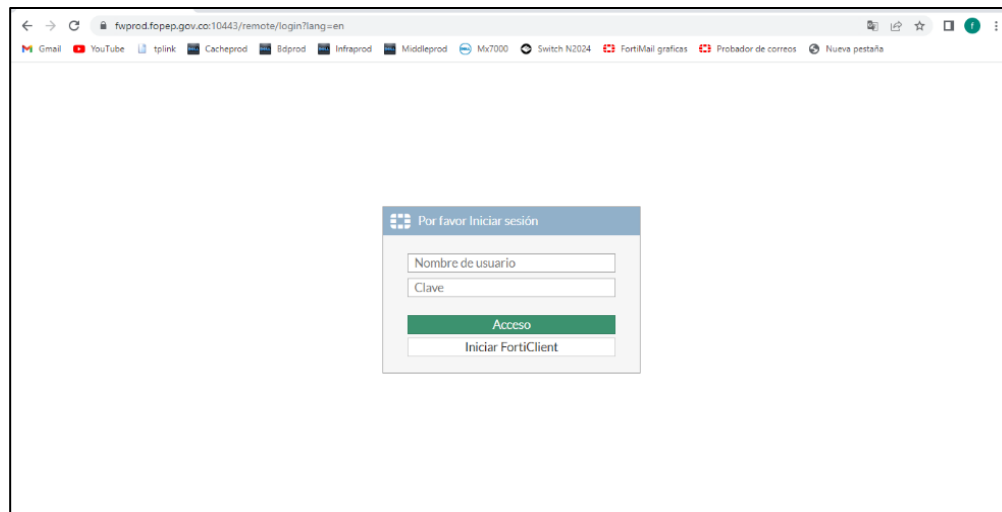 fwprod.fopep.gov.co:10443/remote/login?lang=en
Gmail YouTube tplink Cacheprod Bdprod Infraprod Middleprod Mx7000 Switch N2024 FortiMail graficas Probador de correos Nueva pestaña
Por favor Iniciar sesión
Nombre de usuario
Clave
Acceso
Iniciar FortiClient